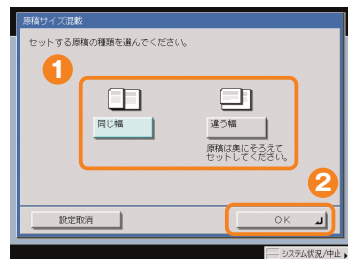 原稿サイズ混載
セットする原稿の種類を選んでください。
1
同じ幅
違う幅
原稿は奥にそろえて
セットしてください。
2
設定取消
OK
システム状況/中止